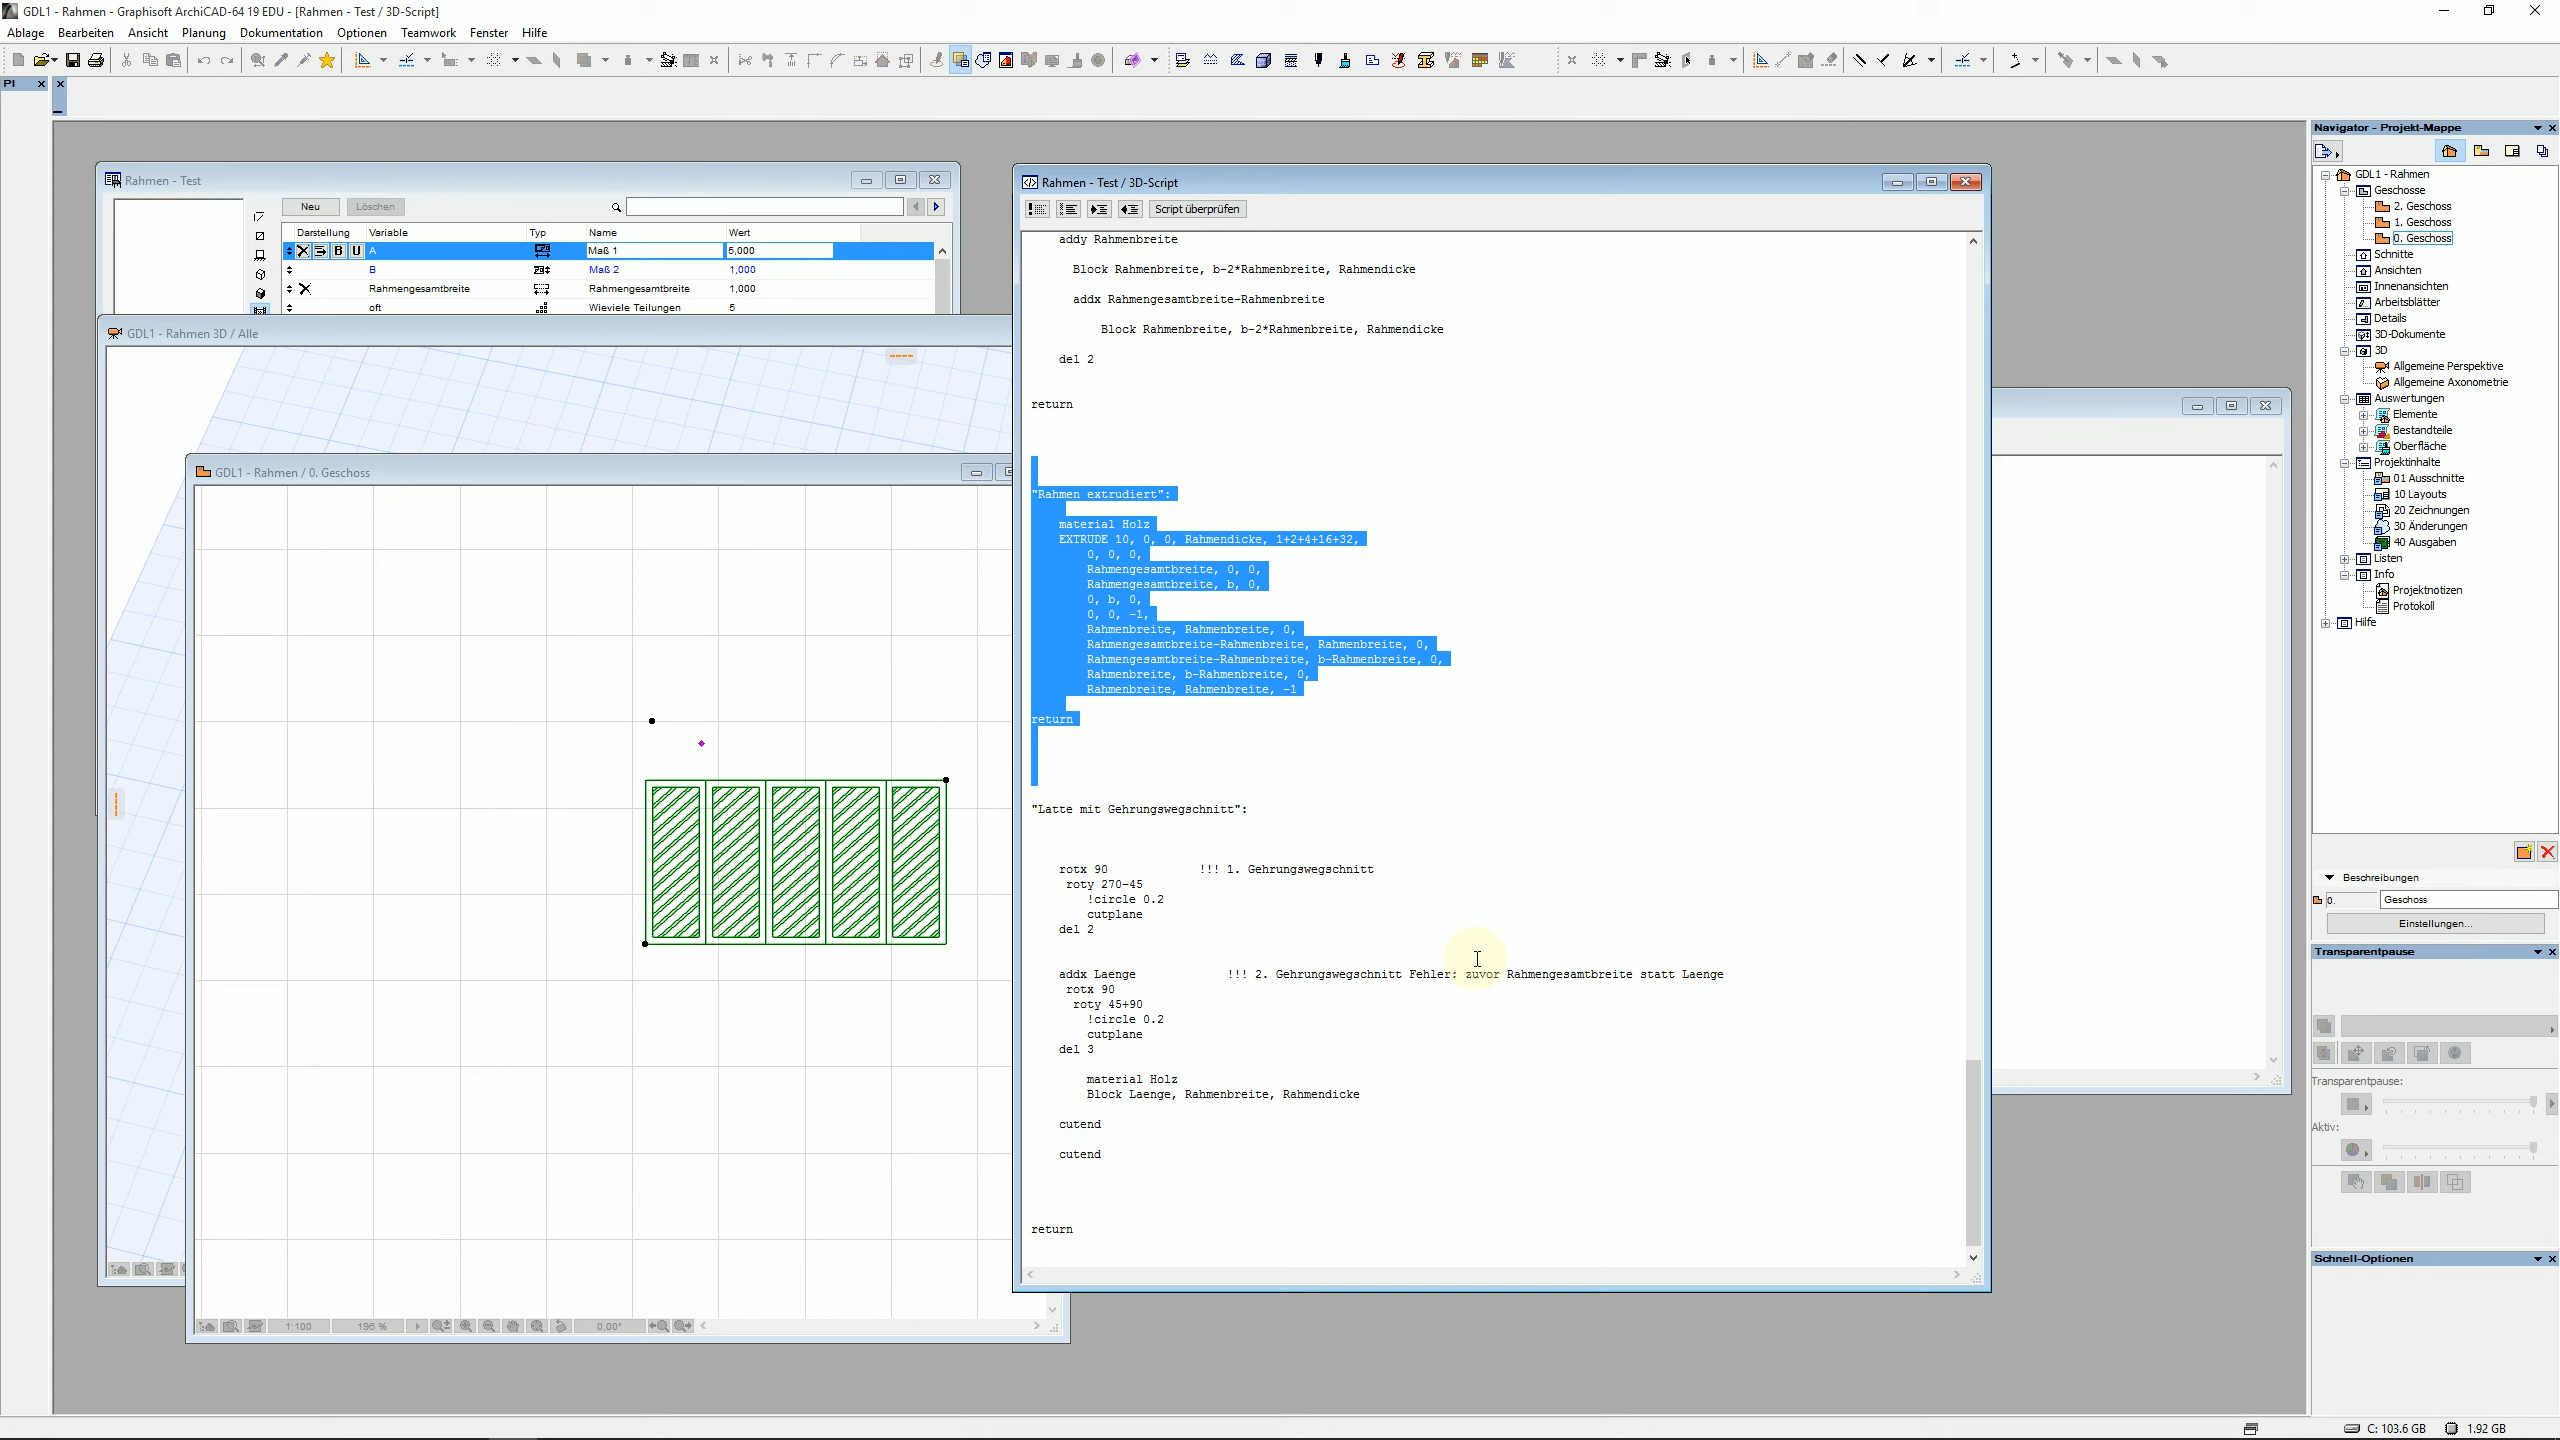 GDL1 - Rahmen - Graphisoft ArchiCAD-64 19 EDU - [Rahmen - Test / 3D-Script]
Ablage Bearbeiten Ansicht Planung Dokumentation Optionen Teamwork Fenster Hilfe
PI
Rahmen - Test
Neu Löschen
Darstellung Variable Typ Name Wert
B U A Maß 1 5,000
B Maß 2 1,000
Rahmengesamtbreite Rahmengesamtbreite 1,000
oft Wieviele Teilungen 5
GDL1 - Rahmen 3D / Alle
GDL1 - Rahmen / 0. Geschoss
1:100 196 % 0,00°
Rahmen - Test / 3D-Script
Script überprüfen
addy Rahmenbreite
Block Rahmenbreite, b-2*Rahmenbreite, Rahmendicke
addx Rahmengesamtbreite-Rahmenbreite
Block Rahmenbreite, b-2*Rahmenbreite, Rahmendicke
del 2
return
"Rahmen extrudiert":
material Holz
EXTRUDE 10, 0, 0, Rahmendicke, 1+2+4+16+32,
0, 0, 0,
Rahmengesamtbreite, 0, 0,
Rahmengesamtbreite, b, 0,
0, b, 0,
0, 0, -1,
Rahmenbreite, Rahmenbreite, 0,
Rahmengesamtbreite-Rahmenbreite, Rahmenbreite, 0,
Rahmengesamtbreite-Rahmenbreite, b-Rahmenbreite, 0,
Rahmenbreite, b-Rahmenbreite, 0,
Rahmenbreite, Rahmenbreite, -1
return
"Latte mit Gehrungswegschnitt":
rotx 90 !!! 1. Gehrungswegschnitt
roty 270-45
!circle 0.2
cutplane
del 2
addx Laenge !!! 2. Gehrungswegschnitt Fehler: zuvor Rahmengesamtbreite statt Laenge
rotx 90
roty 45+90
!circle 0.2
cutplane
del 3
material Holz
Block Laenge, Rahmenbreite, Rahmendicke
cutend
cutend
return
Navigator - Projekt-Mappe
GDL1 - Rahmen
Geschosse
2. Geschoss
1. Geschoss
0. Geschoss
Schnitte
Ansichten
Innenansichten
Arbeitsblätter
Details
3D-Dokumente
3D
Allgemeine Perspektive
Allgemeine Axonometrie
Auswertungen
Elemente
Bestandteile
Oberfläche
Projektinhalte
01 Ausschnitte
10 Layouts
20 Zeichnungen
30 Änderungen
40 Ausgaben
Listen
Info
Projektnotizen
Protokoll
Hilfe
Beschreibungen
0. Geschoss
Einstellungen...
Transparentpause
Transparentpause:
Aktiv:
Schnell-Optionen
C: 103.6 GB 1.92 GB